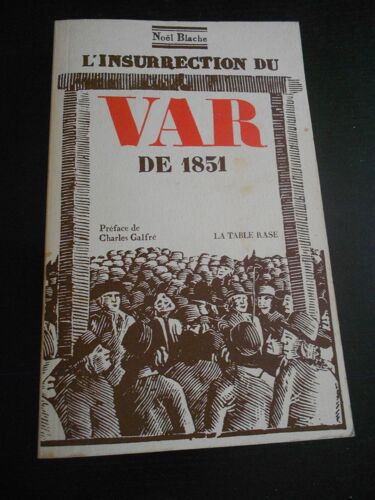 Noël Blache
L'INSURRECTION DU
VAR
DE 1851
Préface de
Charles Galfré
LA TABLE RASE